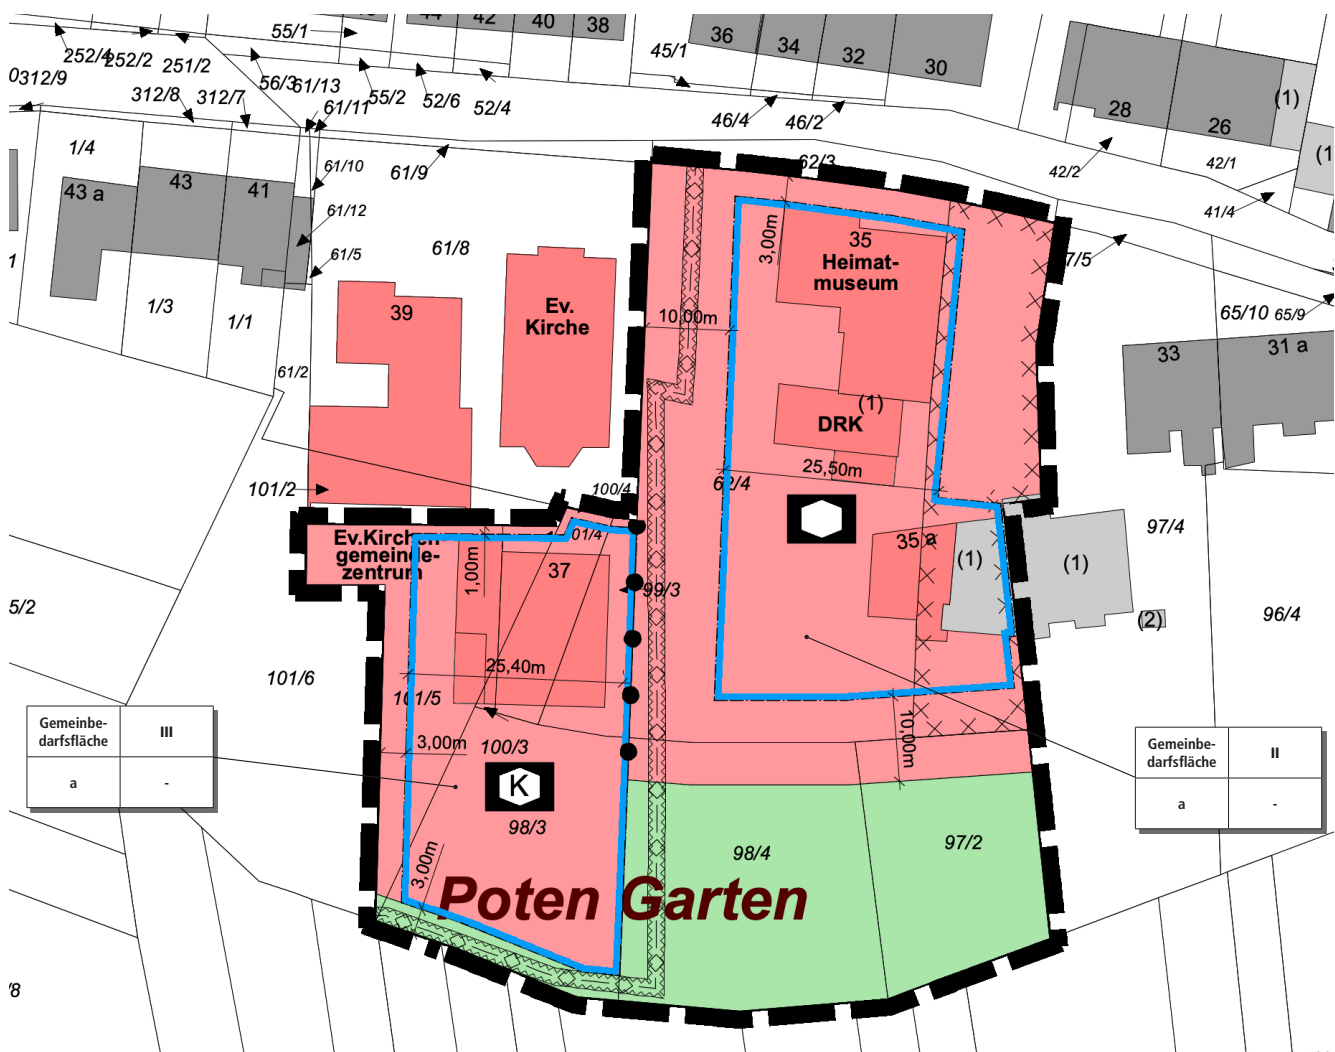 44
42
40
38
36
34
32
30
28
26
(1)
55/1
45/1
252/4
252/2
251/2
56/3
61/13
61/11
55/2
52/6
52/4
312/9
312/8
312/7
46/4
46/2
62/3
42/2
42/1
41/4
1/4
43 a
43
41
61/10
61/9
61/12
61/5
61/8
1/3
1/1
61/2
39
Ev.
Kirche
3,00m
35
Heimat-
museum
10,00m
DRK
(1)
25,50m
62/4
7/5
65/10
65/9
33
31 a
101/2
100/4
Ev.Kirchen
gemeinde-
zentrum
01/4
1,00m
37
99/3
35 a
(1)
(1)
(2)
97/4
96/4
5/2
101/6
25,40m
101/5
3,00m
100/3
K
98/3
3,00m
10,00m
Gemeinbe-
darfsfläche
III
a
-
Gemeinbe-
darfsfläche
II
a
-
98/4
97/2
Poten Garten
/8